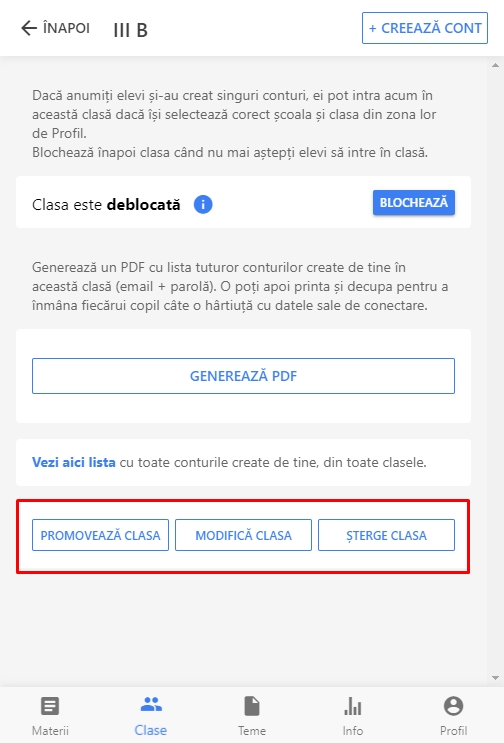 ÎNAPOI III B + CREEAZĂ CONT
Dacă anumiți elevi și-au creat singuri conturi, ei pot intra acum în
această clasă dacă își selectează corect școala și clasa din zona lor
de Profil.
Blochează înapoi clasa când nu mai aștepți elevi să intre în clasă.
Clasa este deblocată i BLOCHEAZĂ
Generează un PDF cu lista tuturor conturilor create de tine în
această clasă (email + parolă). O poți apoi printa și decupa pentru a
înmâna fiecărui copil câte o hârtiuță cu datele sale de conectare.
GENEREAZĂ PDF
Vezi aici lista cu toate conturile create de tine, din toate clasele.
PROMOVEAZĂ CLASA MODIFICĂ CLASA ȘTERGE CLASA
Materii Clase Teme Info Profil